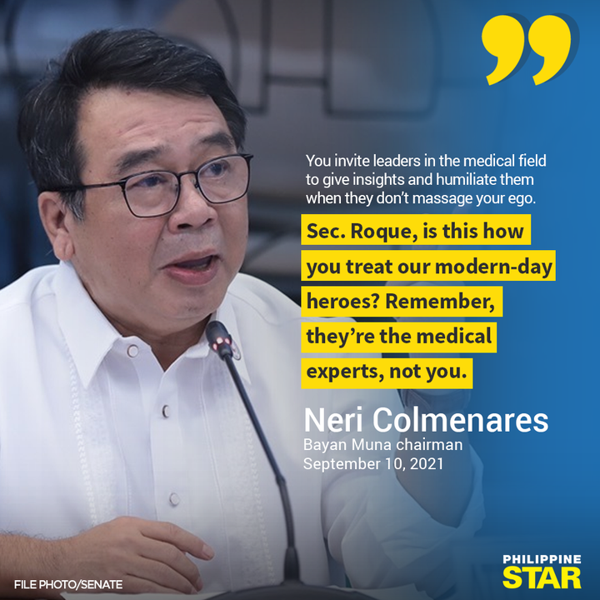 You invite leaders in the medical field
to give insights and humiliate them
when they don't massage your ego.
Sec. Roque, is this how
you treat our modern-day
heroes? Remember,
they're the medical
experts, not you.
Neri Colmenares
Bayan Muna chairman
September 10, 2021
FILE PHOTO/SENATE
PHILIPPINE
STAR